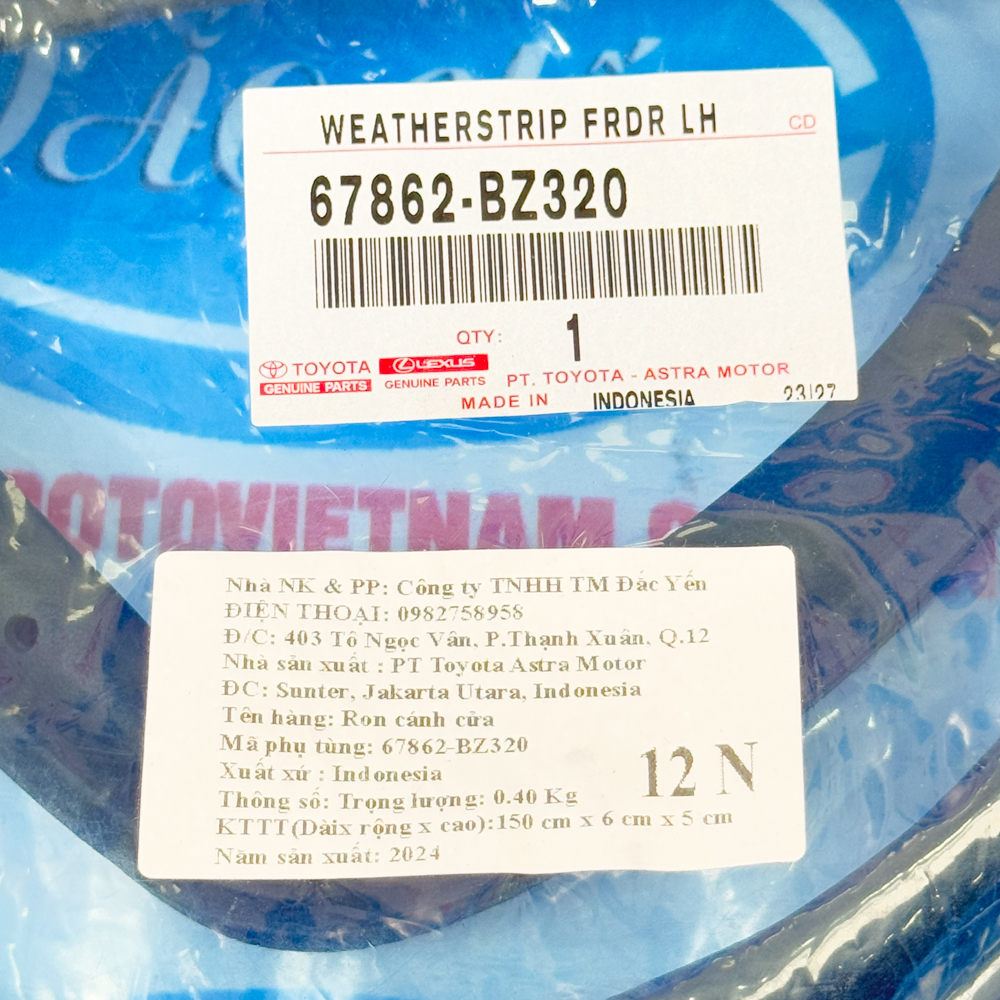 WEATHERSTRIP FRDR LH
CD
67862-BZ320
QTY: 1
TOYOTA LEXUS
GENUINE PARTS GENUINE PARTS PT. TOYOTA - ASTRA MOTOR
MADE IN INDONESIA 23127
OTOVIETNAM
Nhà NK & PP: Công ty TNHH TM Đắc Yến
ĐIỆN THOẠI: 0982758958
Đ/C: 403 Tô Ngọc Vân, P.Thạnh Xuân, Q.12
Nhà sản xuất : PT Toyota Astra Motor
ĐC: Sunter, Jakarta Utara, Indonesia
Tên hàng: Ron cánh cửa
Mã phụ tùng: 67862-BZ320
Xuất xứ : Indonesia
12 N
Thông số: Trọng lượng: 0.40 Kg
KTTT(Dàix rộng x cao):150 cm x 6 cm x 5 cm
Năm sản xuất: 2024